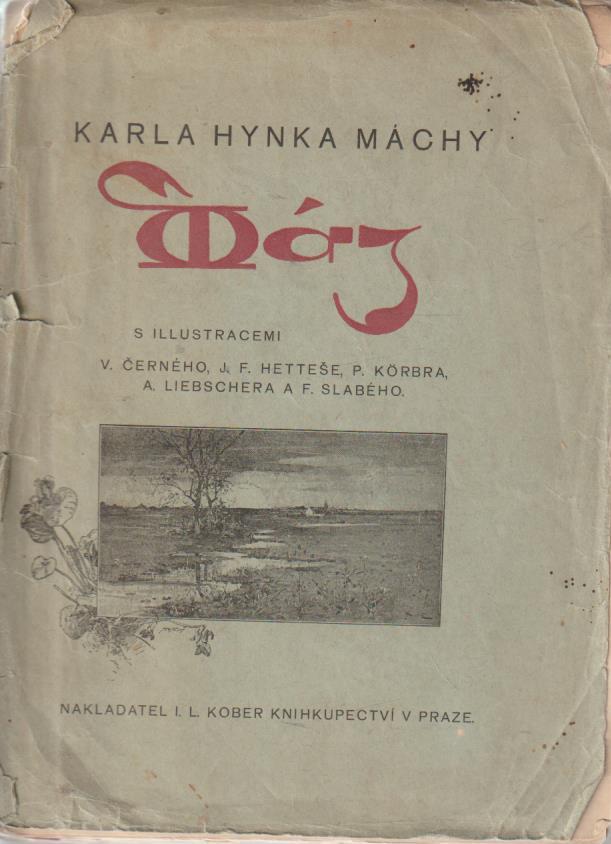 KARLA HYNKA MÁCHY
Máj
S ILLUSTRACEMI
V. ČERNÉHO, J. F. HETTEŠE, P. KÖRBRA,
A. LIEBSCHERA A F. SLABÉHO.
NAKLADATEL I. L. KOBER KNIHKUPECTVÍ V PRAZE.